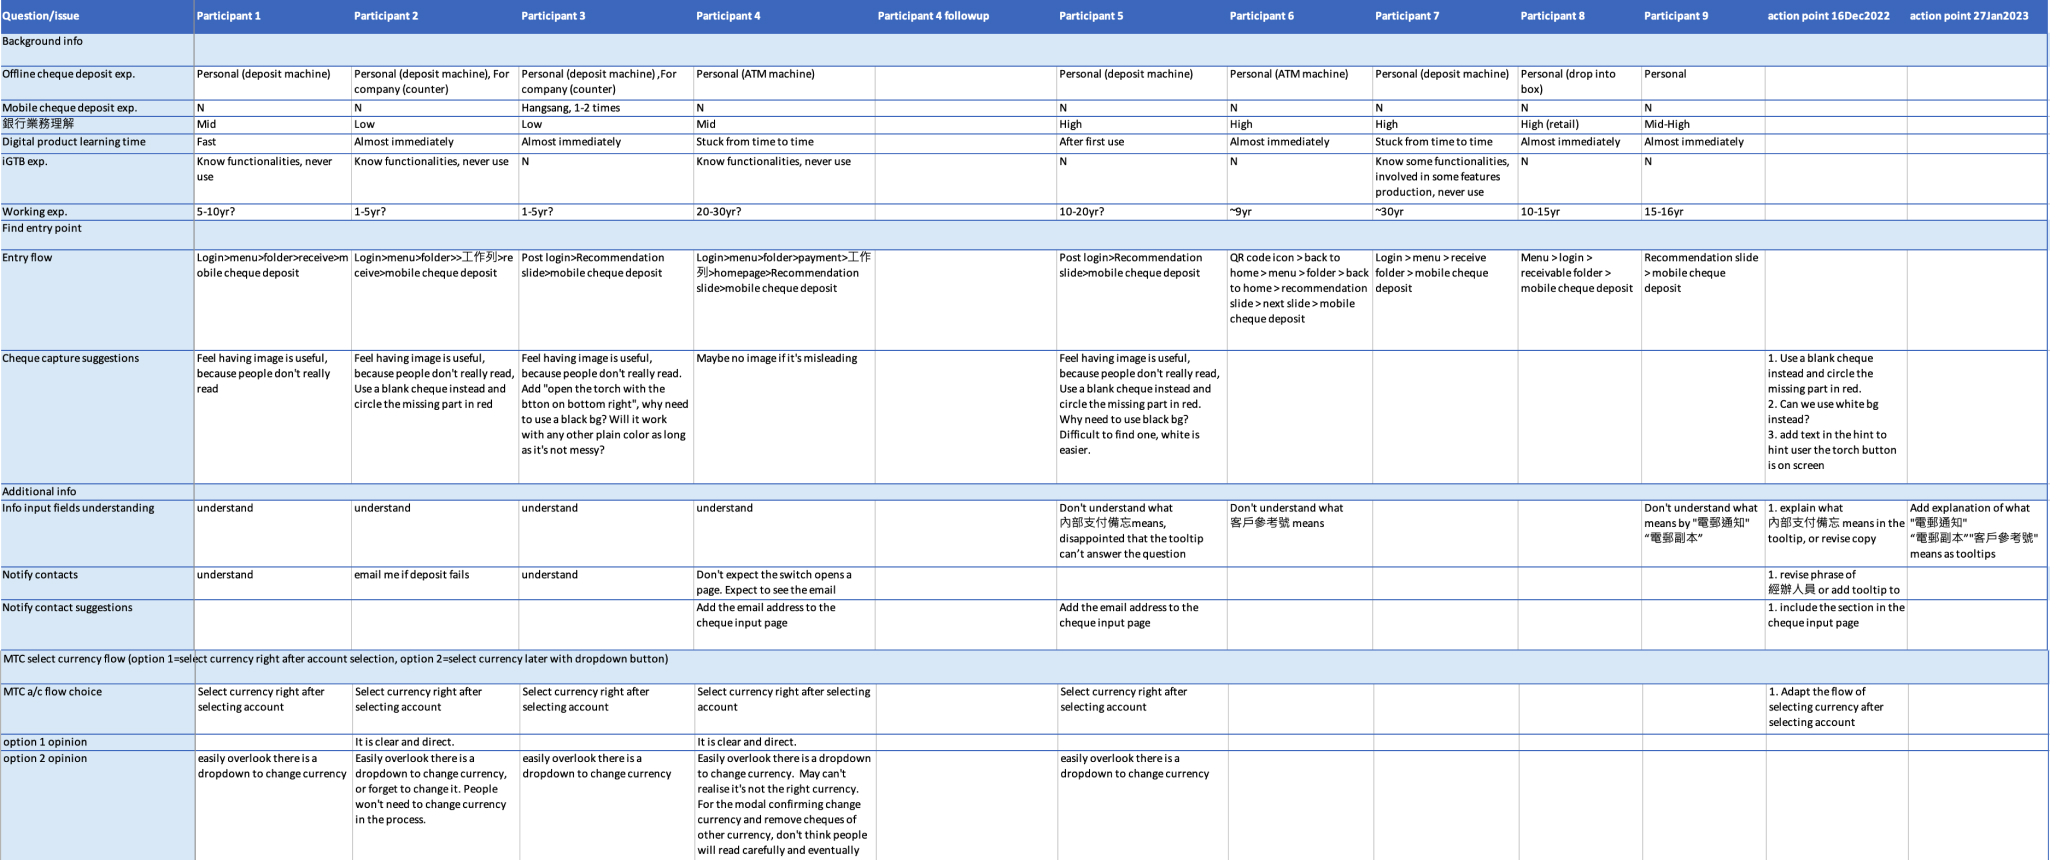 Question/issue Participant 1 Participant 2 Participant 3 Participant 4 Participant 4 followup Participant 5 Participant 6 Participant 7 Participant 8 Participant 9 action point 16Dec2022 action point 27Jan2023
Background info
Offline cheque deposit exp.
Personal (deposit machine)
Personal (deposit machine), For
company (counter)
Personal (deposit machine) ,For
company (counter)
Personal (ATM machine)
Personal (deposit machine)
Personal (ATM machine)
Personal (deposit machine)
Personal (drop into
box)
Personal
Mobile cheque deposit exp.
N
N
Hangsang, 1-2 times
N
N
N
N
N
N
銀行業務理解
Mid
Low
Low
Mid
High
High
High
High (retail)
Mid-High
Digital product learning time
Fast
Almost immediately
Almost immediately
Stuck from time to time
After first use
Almost immediately
Stuck from time to time
Almost immediately
Almost immediately
iGTB exp.
Know functionalities, never
use
Know functionalities, never use
N
Know functionalities, never use
N
N
Know some functionalities,
involved in some features
production, never use
N
N
Working exp.
5-10yr?
1-5yr?
1-5yr?
20-30yr?
10-20yr?
~9yr
~30yr
10-15yr
15-16yr
Find entry point
Entry flow
Login>menu>folder>receive>m
obile cheque deposit
Login>menu>folder>>工作列>re
ceive>mobile cheque deposit
Post login>Recommendation
slide>mobile cheque deposit
Login>menu>folder>payment>工作
列>homepage>Recommendation
slide>mobile cheque deposit
Post login>Recommendation
slide>mobile cheque deposit
QR code icon > back to
home > menu > folder > back
to home > recommendation
slide > next slide > mobile
cheque deposit
Login > menu > receive
folder > mobile cheque
deposit
Menu > login >
receivable folder >
mobile cheque deposit
Recommendation slide
> mobile cheque
deposit
Cheque capture suggestions
Feel having image is useful,
because people don't really
read
Feel having image is useful,
because people don't really read,
Use a blank cheque instead and
circle the missing part in red
Feel having image is useful,
because people don't really read.
Add "open the torch with the
btton on bottom right", why need
to use a black bg? Will it work
with any other plain color as long
as it's not messy?
Maybe no image if it's misleading
Feel having image is useful,
because people don't really read,
Use a blank cheque instead and
circle the missing part in red.
Why need to use black bg?
Difficult to find one, white is
easier.
1. Use a blank cheque
instead and circle the
missing part in red.
2. Can we use white bg
instead?
3. add text in the hint to
hint user the torch button
is on screen
Additional info
Info input fields understanding
understand
understand
understand
understand
Don't understand what
內部支付備忘means,
disappointed that the tooltip
can't answer the question
Don't understand what
客戶參考號 means
Don't understand what
means by "電郵通知"
“電郵副本”
1. explain what
內部支付備忘 means in the
tooltip, or revise copy
Add explanation of what
"電郵通知"
“電郵副本”"客戶參考號"
means as tooltips
Notify contacts
understand
email me if deposit fails
understand
Don't expect the switch opens a
page. Expect to see the email
1. revise phrase of
經辦人員 or add tooltip to
Notify contact suggestions
Add the email address to the
cheque input page
Add the email address to the
cheque input page
1. include the section in the
cheque input page
MTC select currency flow (option 1=select currency right after account selection, option 2=select currency later with dropdown button)
MTC a/c flow choice
Select currency right after
selecting account
Select currency right after
selecting account
Select currency right after
selecting account
Select currency right after selecting
account
Select currency right after
selecting account
1. Adapt the flow of
selecting currency after
selecting account
option 1 opinion
It is clear and direct.
It is clear and direct.
option 2 opinion
easily overlook there is a
dropdown to change currency
Easily overlook there is a
dropdown to change currency,
or forget to change it. People
won't need to change currency
in the process.
easily overlook there is a
dropdown to change currency
Easily overlook there is a dropdown
to change currency. May can't
realise it's not the right currency.
For the modal confirming change
currency and remove cheques of
other currency, don't think people
will read carefully and eventually
easily overlook there is a
dropdown to change currency